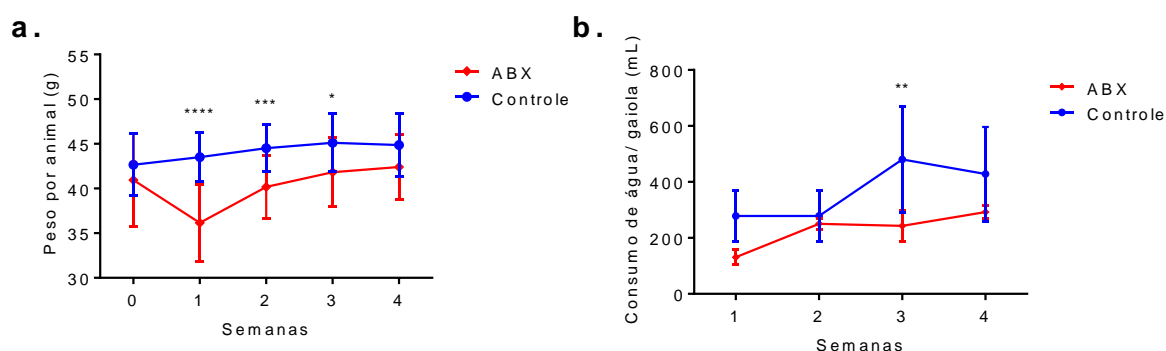 a.
Peso por animal (g)
55
50
45
40
35
30
****
***
*
0 1 2 3 4
Semanas
ABX
Controle
b.
Consumo de água/ gaiola (mL)
800
600
400
200
0
**
1 2 3 4
Semanas
ABX
Controle